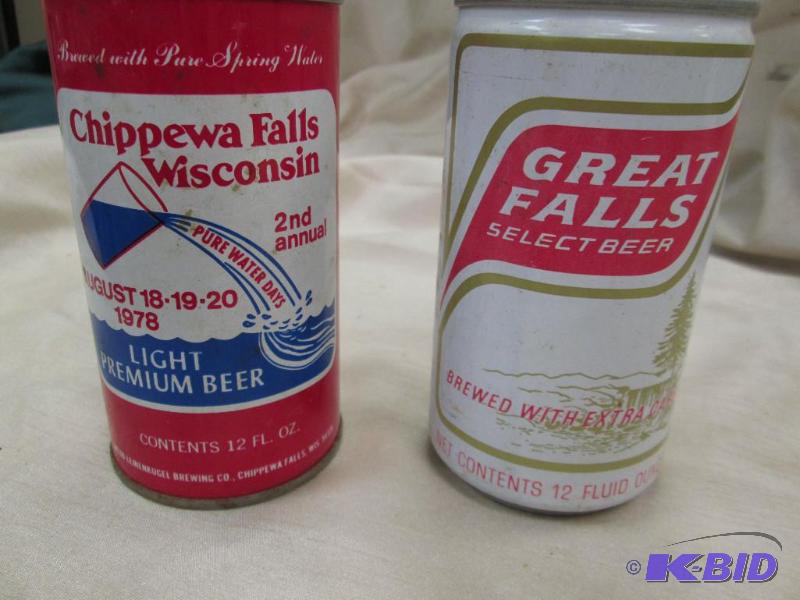 Brewed with Pure Spring Water
Chippewa Falls
Wisconsin
2nd
annual
PURE WATER DAYS
AUGUST 18-19-20
1978
LIGHT
PREMIUM BEER
CONTENTS 12 FL. OZ.
LEINENKUGEL BREWING CO., CHIPPEWA FALLS, WIS.
GREAT
FALLS
SELECT BEER
BREWED WITH EXTRA
NET CONTENTS 12 FLUID
© K-BID